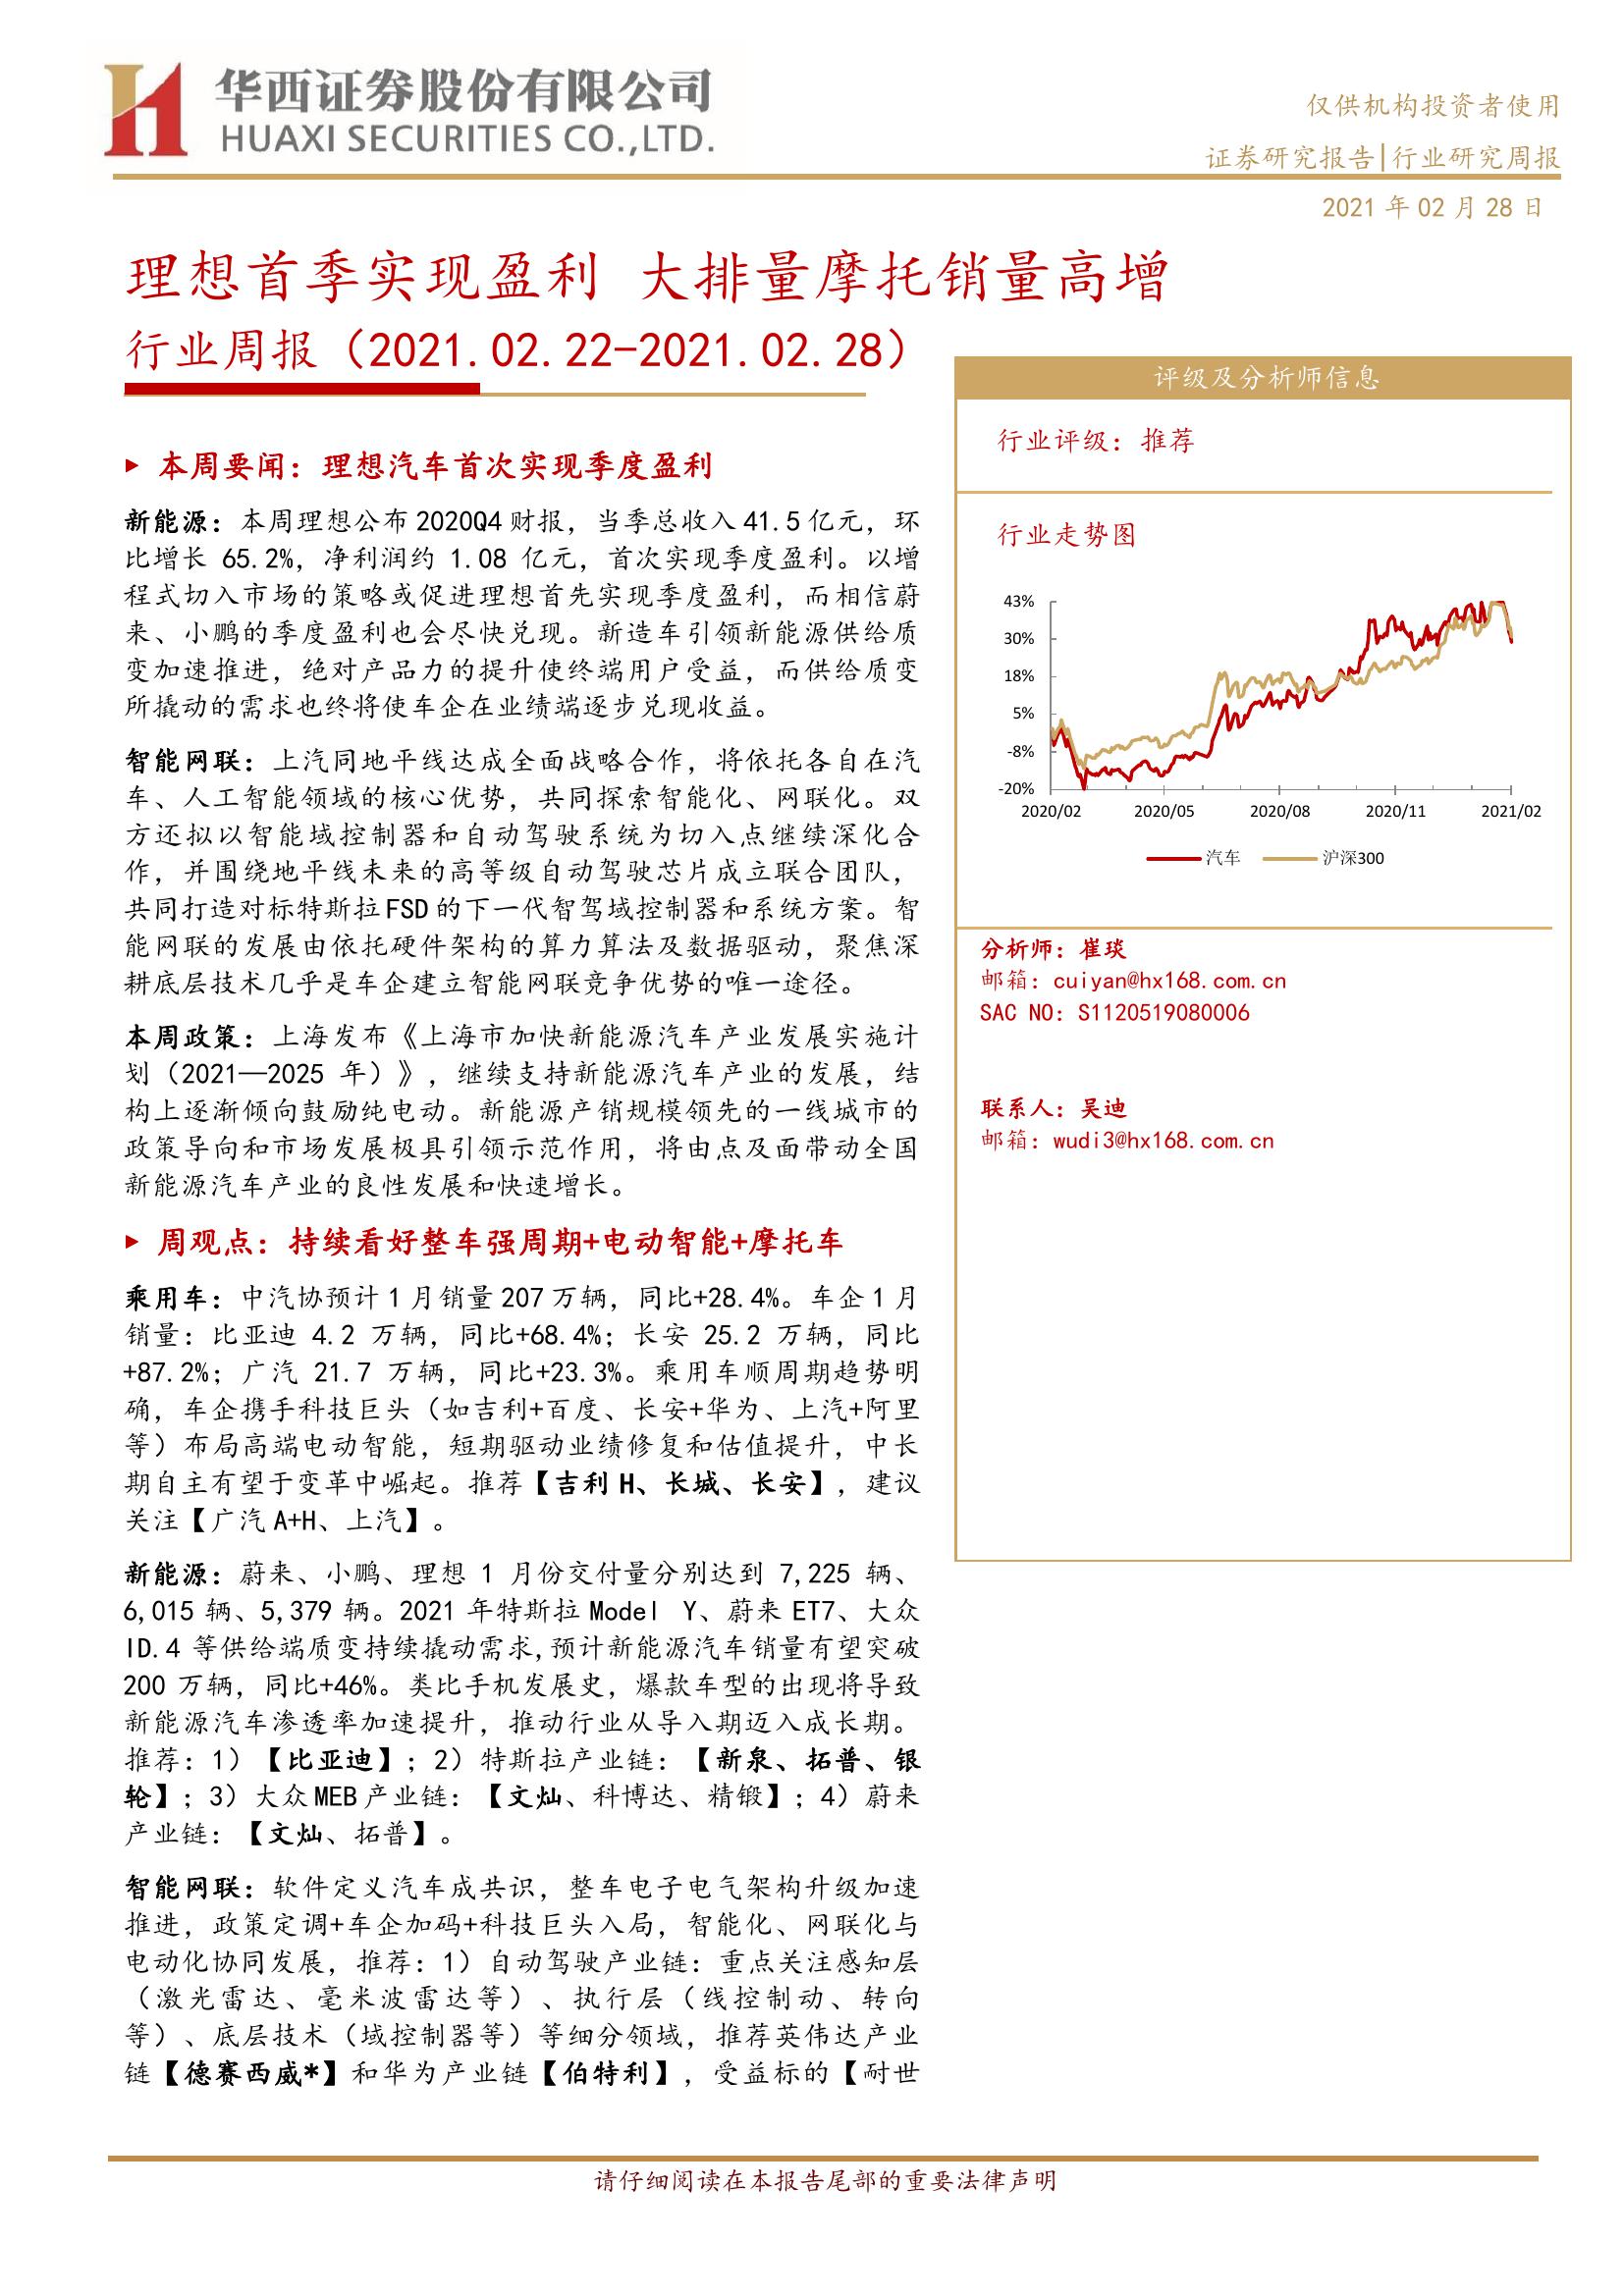 华西证券股份有限公司
HUAXI SECURITIES CO.,LTD.
仅供机构投资者使用
证券研究报告|行业研究周报
2021 年 02 月 28 日
理想首季实现盈利 大排量摩托销量高增
行业周报（2021.02.22-2021.02.28）
▶ 本周要闻：理想汽车首次实现季度盈利
新能源：本周理想公布 2020Q4 财报，当季总收入 41.5 亿元，环
比增长 65.2%，净利润约 1.08 亿元，首次实现季度盈利。以增
程式切入市场的策略或促进理想首先实现季度盈利，而相信蔚
来、小鹏的季度盈利也会尽快兑现。新造车引领新能源供给质
变加速推进，绝对产品力的提升使终端用户受益，而供给质变
所撬动的需求也终将使车企在业绩端逐步兑现收益。
智能网联：上汽同地平线达成全面战略合作，将依托各自在汽
车、人工智能领域的核心优势，共同探索智能化、网联化。双
方还拟以智能域控制器和自动驾驶系统为切入点继续深化合
作，并围绕地平线未来的高等级自动驾驶芯片成立联合团队，
共同打造对标特斯拉 FSD 的下一代智驾域控制器和系统方案。智
能网联的发展由依托硬件架构的算力算法及数据驱动，聚焦深
耕底层技术几乎是车企建立智能网联竞争优势的唯一途径。
本周政策：上海发布《上海市加快新能源汽车产业发展实施计
划（2021—2025 年）》，继续支持新能源汽车产业的发展，结
构上逐渐倾向鼓励纯电动。新能源产销规模领先的一线城市的
政策导向和市场发展极具引领示范作用，将由点及面带动全国
新能源汽车产业的良性发展和快速增长。
▶ 周观点：持续看好整车强周期+电动智能+摩托车
乘用车：中汽协预计 1 月销量 207 万辆，同比+28.4%。车企 1 月
销量：比亚迪 4.2 万辆，同比+68.4%；长安 25.2 万辆，同比
+87.2%；广汽 21.7 万辆，同比+23.3%。乘用车顺周期趋势明
确，车企携手科技巨头（如吉利+百度、长安+华为、上汽+阿里
等）布局高端电动智能，短期驱动业绩修复和估值提升，中长
期自主有望于变革中崛起。推荐【吉利 H、长城、长安】，建议
关注【广汽 A+H、上汽】。
新能源：蔚来、小鹏、理想 1 月份交付量分别达到 7,225 辆、
6,015 辆、5,379 辆。2021 年特斯拉 Model Y、蔚来 ET7、大众
ID.4 等供给端质变持续撬动需求,预计新能源汽车销量有望突破
200 万辆，同比+46%。类比手机发展史，爆款车型的出现将导致
新能源汽车渗透率加速提升，推动行业从导入期迈入成长期。
推荐：1）【比亚迪】；2）特斯拉产业链：【新泉、拓普、银
轮】；3）大众 MEB 产业链：【文灿、科博达、精锻】；4）蔚来
产业链：【文灿、拓普】。
智能网联：软件定义汽车成共识，整车电子电气架构升级加速
推进，政策定调+车企加码+科技巨头入局，智能化、网联化与
电动化协同发展，推荐：1）自动驾驶产业链：重点关注感知层
（激光雷达、毫米波雷达等）、执行层（线控制动、转向
等）、底层技术（域控制器等）等细分领域，推荐英伟达产业
链【德赛西威*】和华为产业链【伯特利】，受益标的【耐世
评级及分析师信息
行业评级：推荐
行业走势图
43%
30%
18%
5%
-8%
-20%
2020/02 2020/05 2020/08 2020/11 2021/02
汽车 沪深300
分析师：崔琰
邮箱：cuiyan@hx168.com.cn
SAC NO：S1120519080006
联系人：吴迪
邮箱：wudi3@hx168.com.cn
请仔细阅读在本报告尾部的重要法律声明